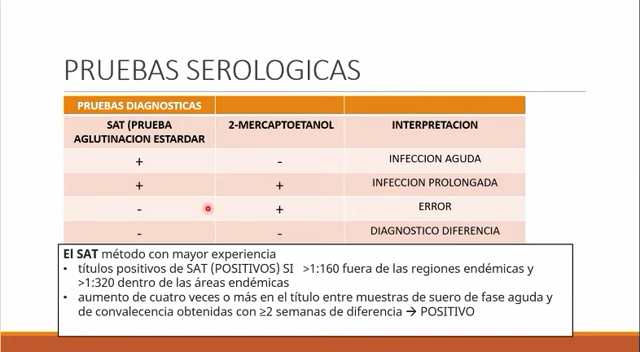 PRUEBAS SEROLOGICAS
PRUEBAS DIAGNOSTICAS
SAT (PRUEBA AGLUTINACION ESTARDAR 2-MERCAPTOETANOL INTERPRETACION
+ - INFECCION AGUDA
+ + INFECCION PROLONGADA
- + ERROR
- - DIAGNOSTICO DIFERENCIA
El SAT método con mayor experiencia
• títulos positivos de SAT (POSITIVOS) SI >1:160 fuera de las regiones endémicas y
>1:320 dentro de las áreas endémicas
• aumento de cuatro veces o más en el título entre muestras de suero de fase aguda y
de convalecencia obtenidas con ≥2 semanas de diferencia → POSITIVO